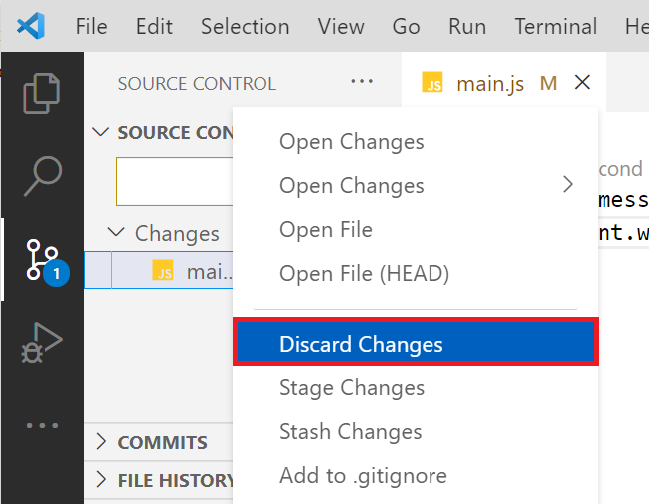 File Edit Selection View Go Run Terminal He
SOURCE CONTROL ··· JS main.js M
SOURCE CON
Changes
JS mai...
1
COMMITS
FILE HISTORY
Open Changes
Open Changes
Open File
Open File (HEAD)
Discard Changes
Stage Changes
Stash Changes
Add to .gitignore
cond
mess
nt.w